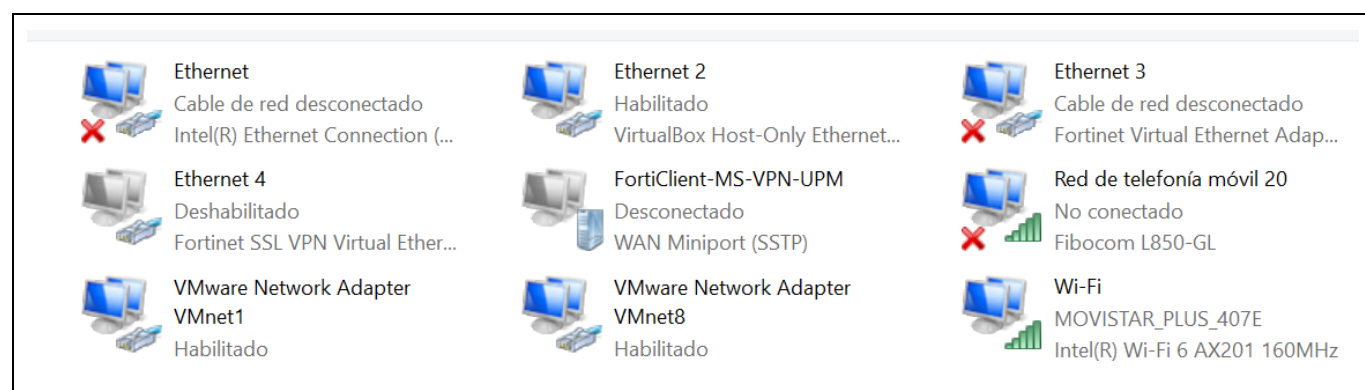 Ethernet
Cable de red desconectado
Intel(R) Ethernet Connection (...
Ethernet 2
Habilitado
VirtualBox Host-Only Ethernet...
Ethernet 3
Cable de red desconectado
Fortinet Virtual Ethernet Adap...
Ethernet 4
Deshabilitado
Fortinet SSL VPN Virtual Ether...
FortiClient-MS-VPN-UPM
Desconectado
WAN Miniport (SSTP)
Red de telefonía móvil 20
No conectado
Fibocom L850-GL
VMware Network Adapter
VMnet1
Habilitado
VMware Network Adapter
VMnet8
Habilitado
Wi-Fi
MOVISTAR_PLUS_407E
Intel(R) Wi-Fi 6 AX201 160MHz